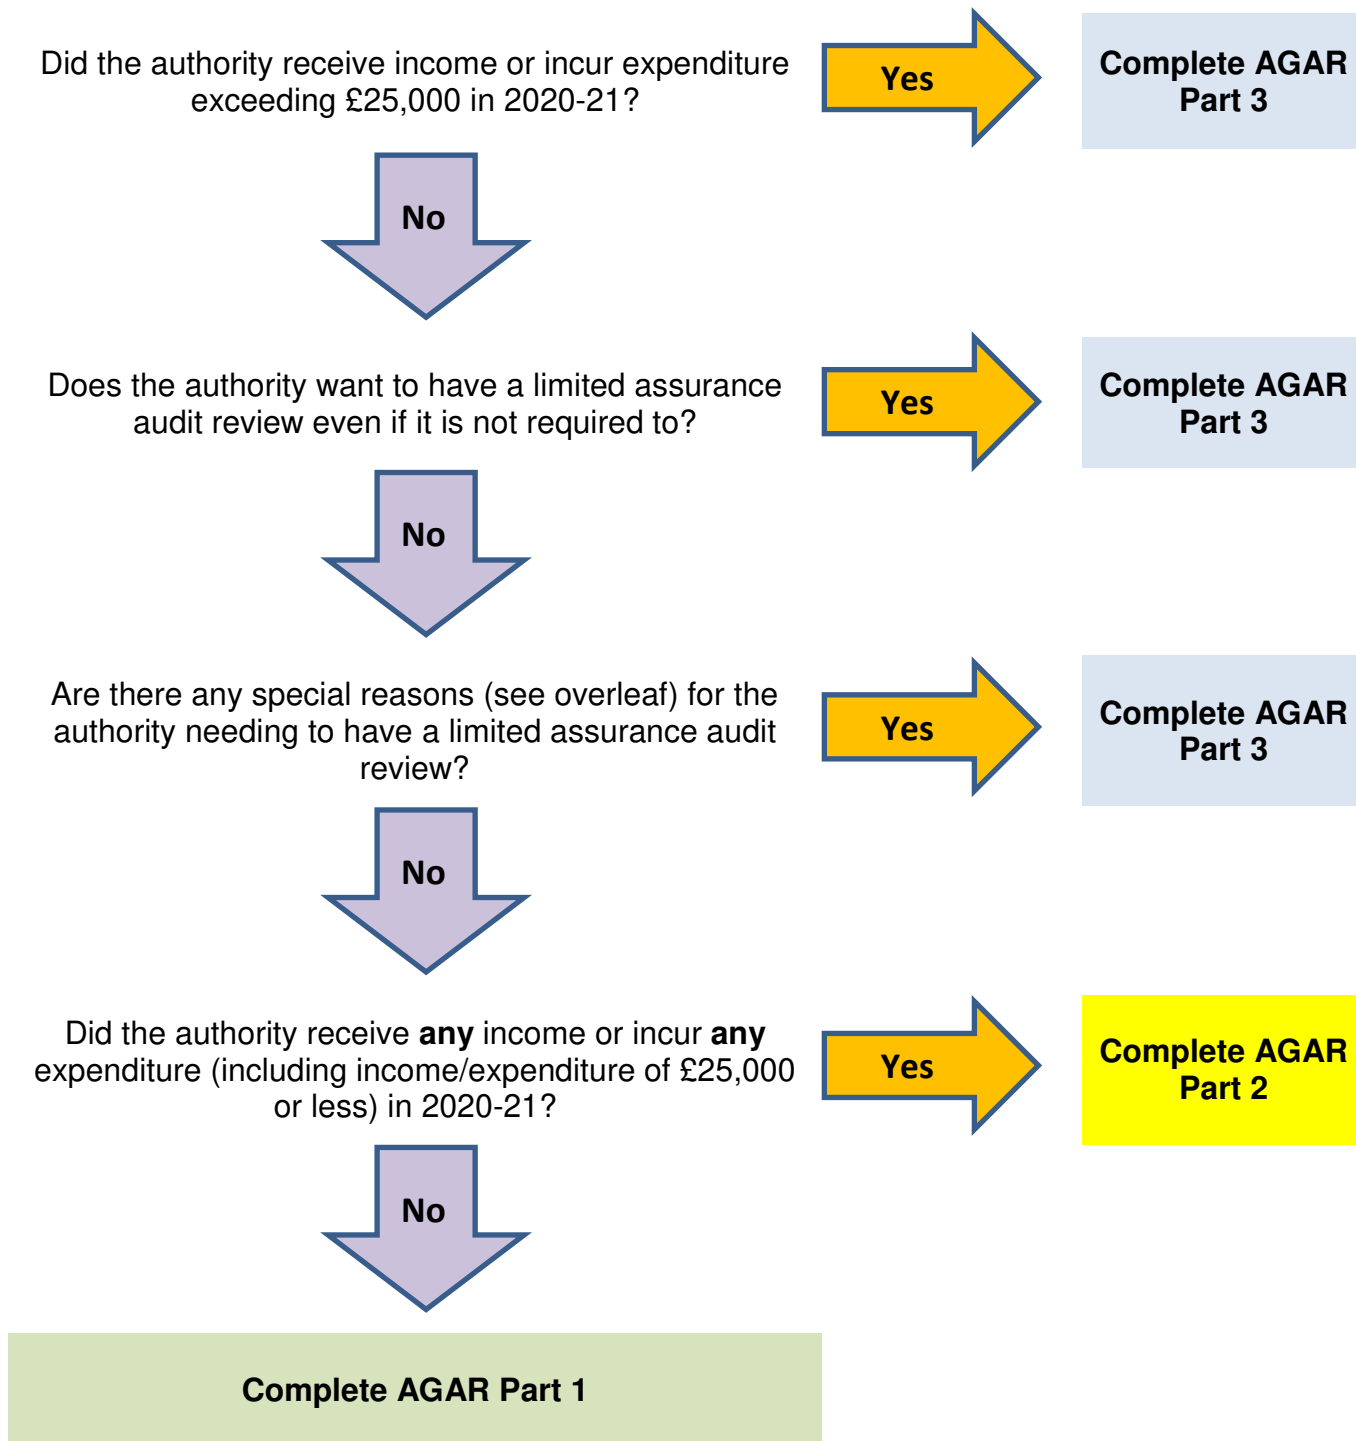 Did the authority receive income or incur expenditure
exceeding £25,000 in 2020-21?
Yes
Complete AGAR
Part 3
No
Does the authority want to have a limited assurance
audit review even if it is not required to?
Yes
Complete AGAR
Part 3
No
Are there any special reasons (see overleaf) for the
authority needing to have a limited assurance audit
review?
Yes
Complete AGAR
Part 3
No
Did the authority receive any income or incur any
expenditure (including income/expenditure of £25,000
or less) in 2020-21?
Yes
Complete AGAR
Part 2
No
Complete AGAR Part 1